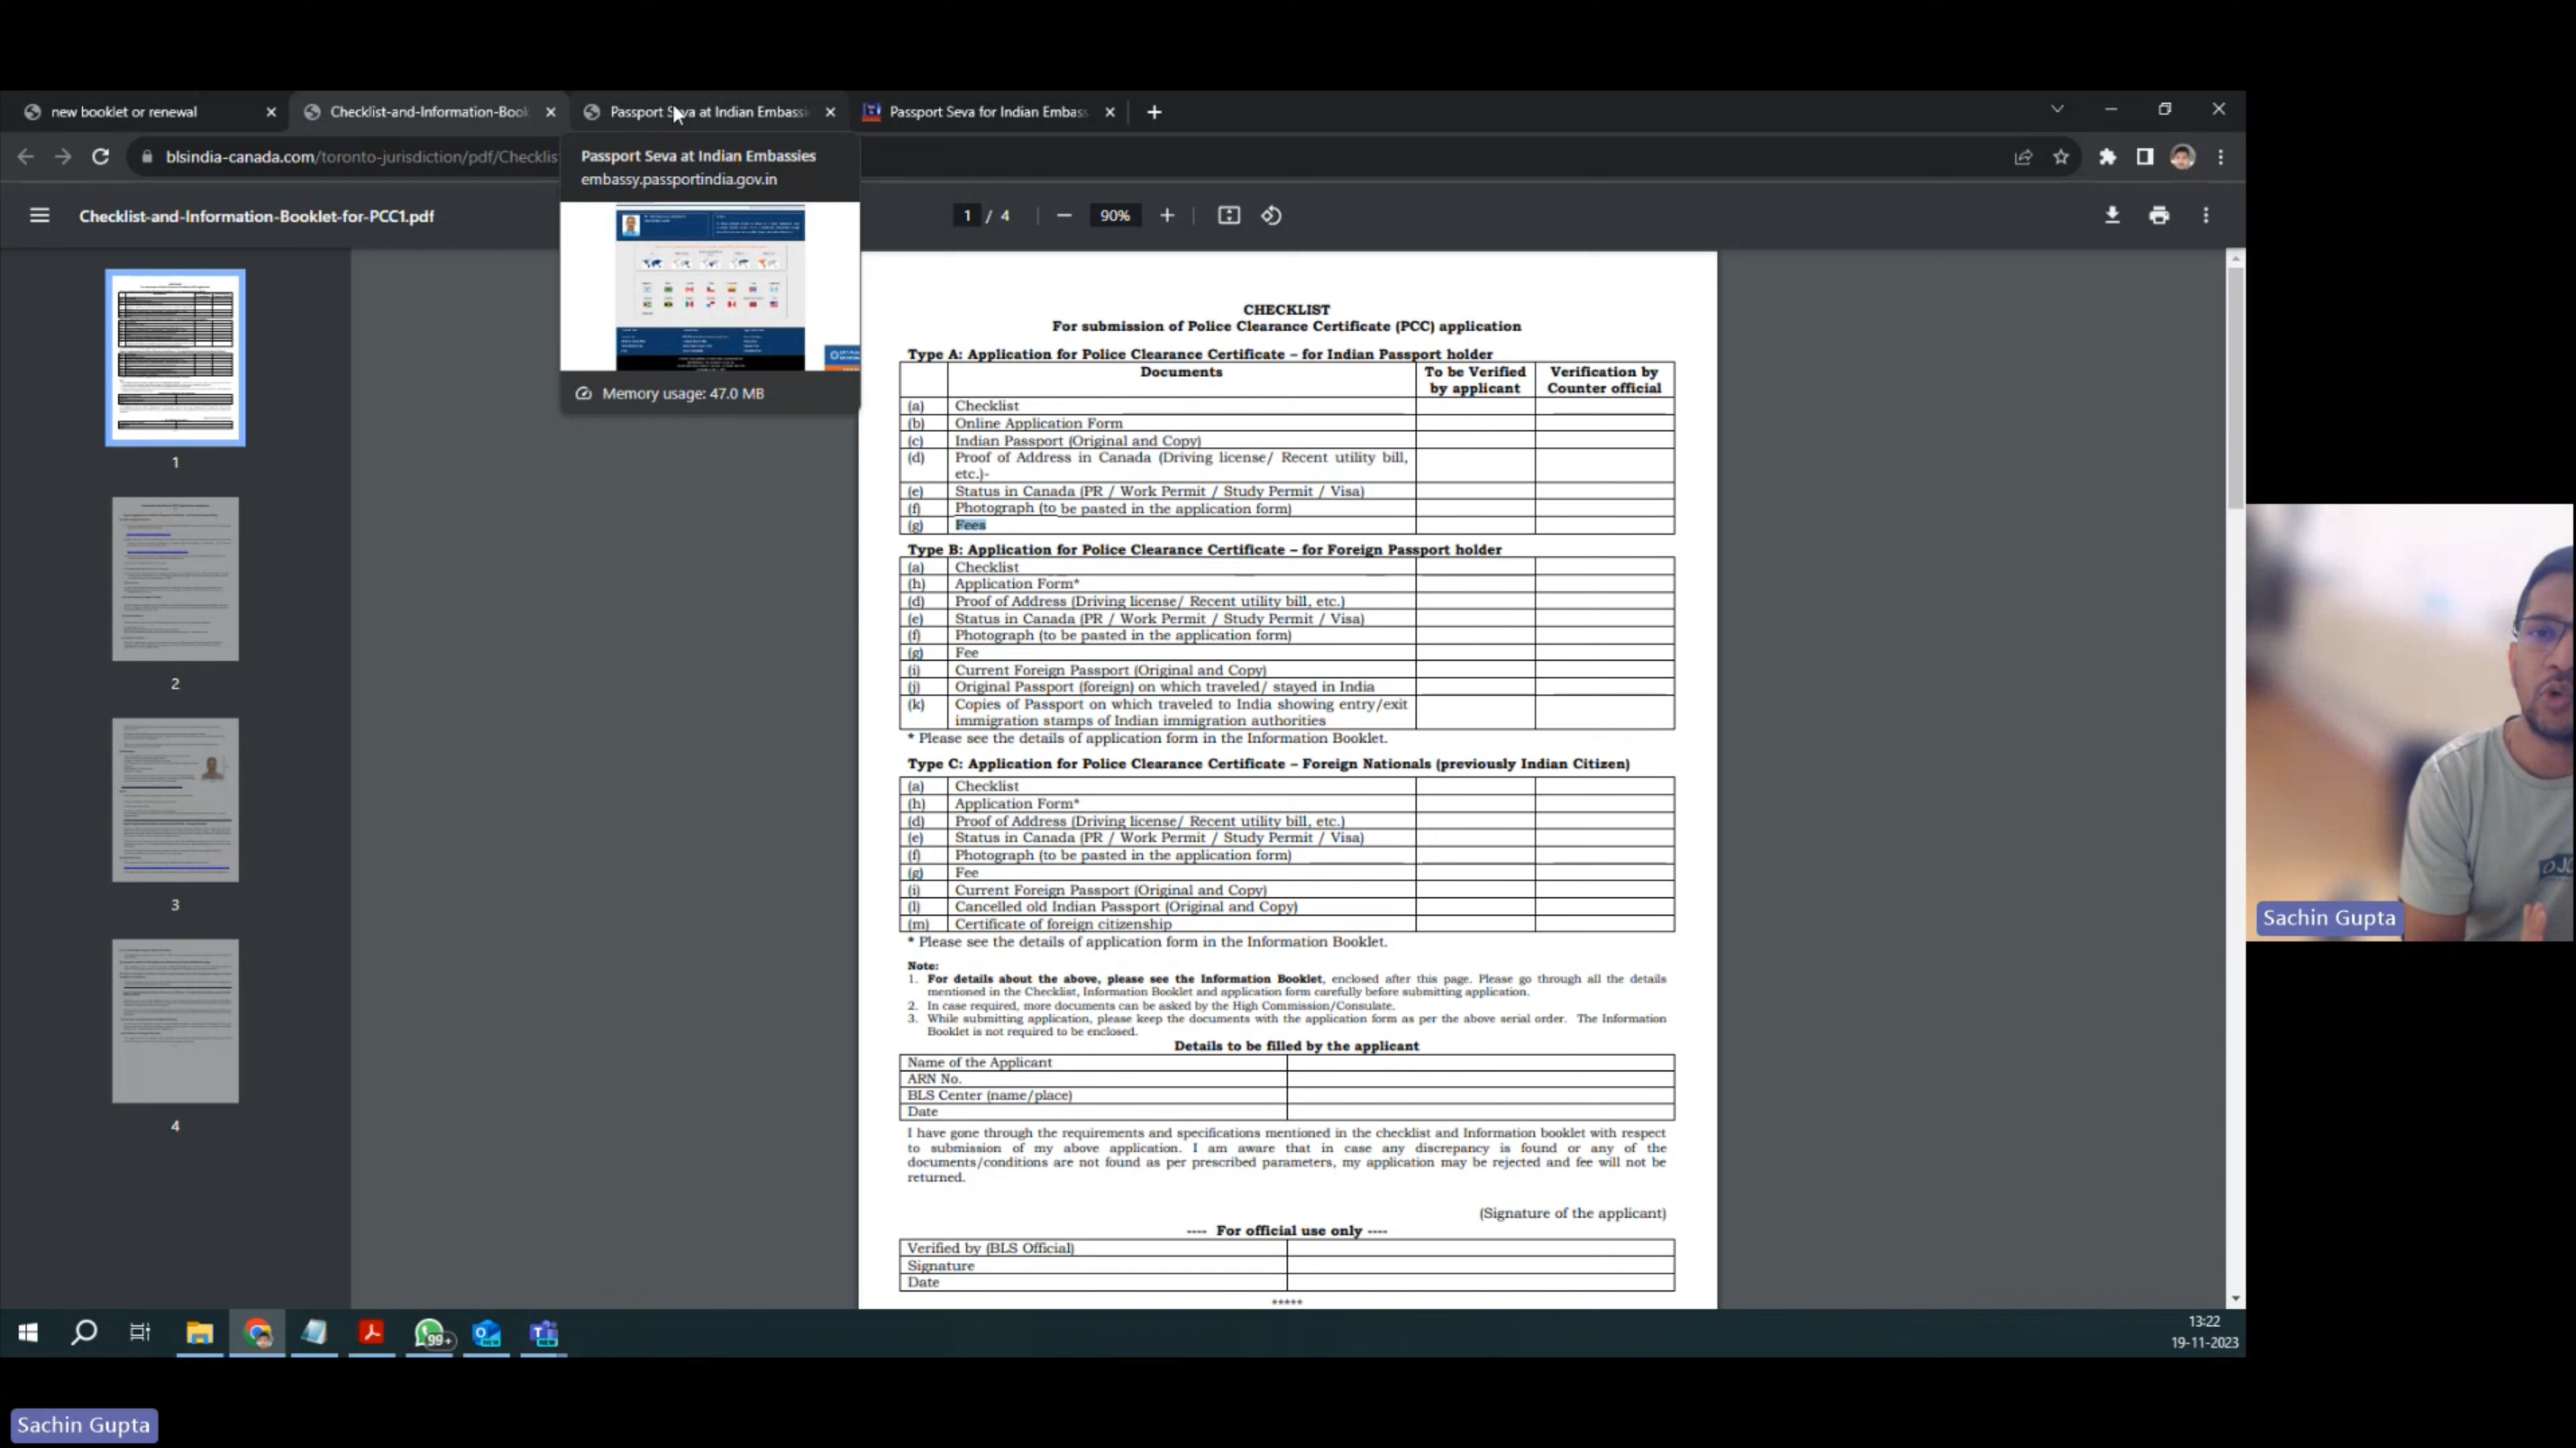 new booklet or renewal
Checklist-and-Information-Book
Passport Seva at Indian Embassi
Passport Seva for Indian Embass
blsindia-canada.com/toronto-jurisdiction/pdf/Checklis
Passport Seva at Indian Embassies
embassy.passportindia.gov.in
Memory usage: 47.0 MB
Checklist-and-Information-Booklet-for-PCC1.pdf
1 / 4
90%
1
2
3
4
CHECKLIST
For submission of Police Clearance Certificate (PCC) application
Type A: Application for Police Clearance Certificate – for Indian Passport holder
Documents To be Verified by applicant Verification by Counter official
(a) Checklist
(b) Online Application Form
(c) Indian Passport (Original and Copy)
(d) Proof of Address in Canada (Driving license/ Recent utility bill,
etc.)-
(e) Status in Canada (PR / Work Permit / Study Permit / Visa)
(f) Photograph (to be pasted in the application form)
(g) Fees
Type B: Application for Police Clearance Certificate – for Foreign Passport holder
(a) Checklist
(h) Application Form*
(d) Proof of Address (Driving license/ Recent utility bill, etc.)
(e) Status in Canada (PR / Work Permit / Study Permit / Visa)
(f) Photograph (to be pasted in the application form)
(g) Fee
(i) Current Foreign Passport (Original and Copy)
(j) Original Passport (foreign) on which traveled/ stayed in India
(k) Copies of Passport on which traveled to India showing entry/exit
immigration stamps of Indian immigration authorities
* Please see the details of application form in the Information Booklet.
Type C: Application for Police Clearance Certificate – Foreign Nationals (previously Indian Citizen)
(a) Checklist
(h) Application Form*
(d) Proof of Address (Driving license/ Recent utility bill, etc.)
(e) Status in Canada (PR / Work Permit / Study Permit / Visa)
(f) Photograph (to be pasted in the application form)
(g) Fee
(i) Current Foreign Passport (Original and Copy)
(l) Cancelled old Indian Passport (Original and Copy)
(m) Certificate of foreign citizenship
* Please see the details of application form in the Information Booklet.
Note:
1. For details about the above, please see the Information Booklet, enclosed after this page. Please go through all the details
mentioned in the Checklist, Information Booklet and application form carefully before submitting application.
2. In case required, more documents can be asked by the High Commission/Consulate.
3. While submitting application, please keep the documents with the application form as per the above serial order. The Information
Booklet is not required to be enclosed.
Details to be filled by the applicant
Name of the Applicant
ARN No.
BLS Center (name/place)
Date
I have gone through the requirements and specifications mentioned in the checklist and Information booklet with respect
to submission of my above application. I am aware that in case any discrepancy is found or any of the
documents/conditions are not found as per prescribed parameters, my application may be rejected and fee will not be
returned.
(Signature of the applicant)
---- For official use only ----
Verified by (BLS Official)
Signature
Date
*****
99+
13:22
19-11-2023
Sachin Gupta
Sachin Gupta